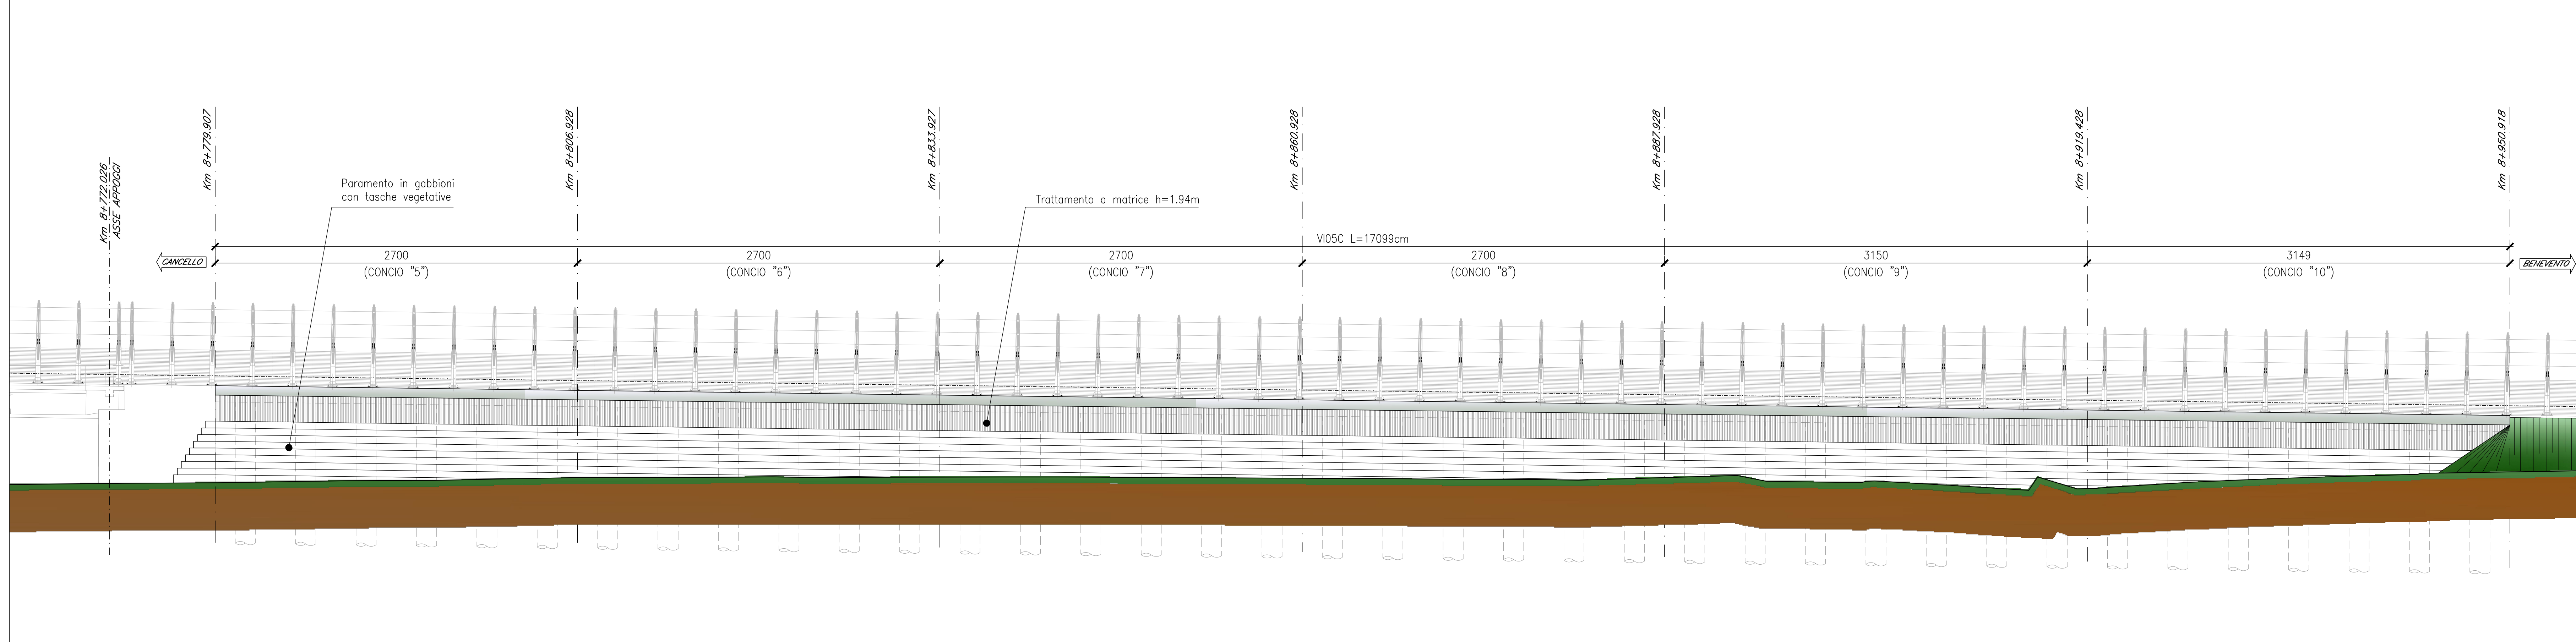 Km 8+772.026
ASSE APPOGGI
Km 8+779.907
Km 8+806.928
Km 8+833.927
Km 8+860.928
Km 8+887.928
Km 8+919.428
Km 8+950.918
Paramento in gabbioni
con tasche vegetative
Trattamento a matrice h=1.94m
VI05C L=17099cm
CANCELLO
2700
(CONCIO "5")
2700
(CONCIO "6")
2700
(CONCIO "7")
2700
(CONCIO "8")
3150
(CONCIO "9")
3149
(CONCIO "10")
BENEVENTO